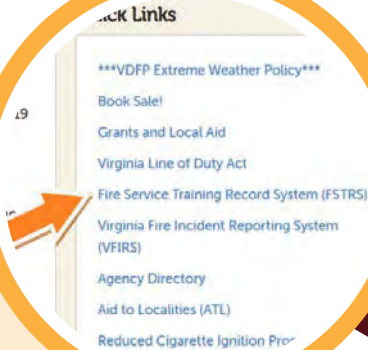 Links
***VDFP Extreme Weather Policy***
Book Sale!
19
Grants and Local Aid
Virginia Line of Duty Act
Fire Service Training Record System (FSTRS)
Virginia Fire Incident Reporting System
(VFIRS)
Agency Directory
Aid to Localities (ATL)
Reduced Cigarette Ignition